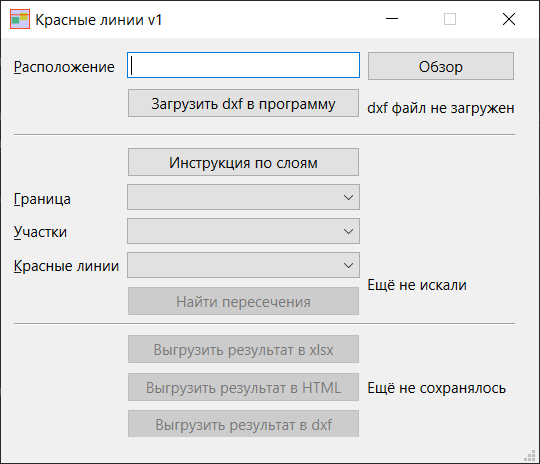 Красные линии v1
Расположение
Обзор
Загрузить dxf в программу
dxf файл не загружен
Инструкция по слоям
Граница
Участки
Красные линии
Ещё не искали
Найти пересечения
Выгрузить результат в xlsx
Выгрузить результат в HTML
Ещё не сохранялось
Выгрузить результат в dxf